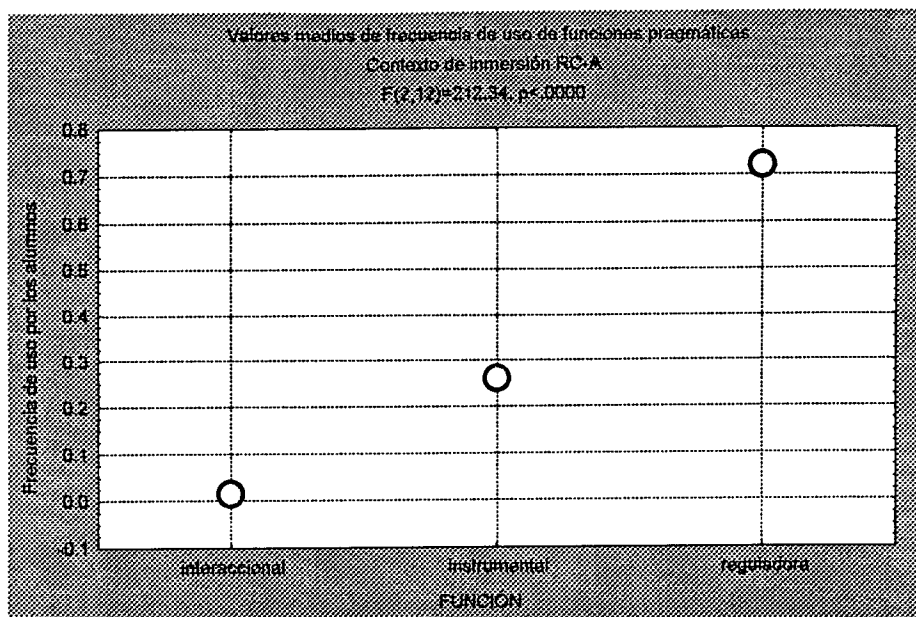 Valores medios de frecuencia de uso de funciones pragmáticas
Contexto de inmersión RC-A
F(2,12)=212.34, p<.0000
Frecuencia de uso por los alumnos
0.8
0.7
0.6
0.5
0.4
0.3
0.2
0.1
0.0
-0.1
interaccional instrumental reguladora
FUNCIÓN